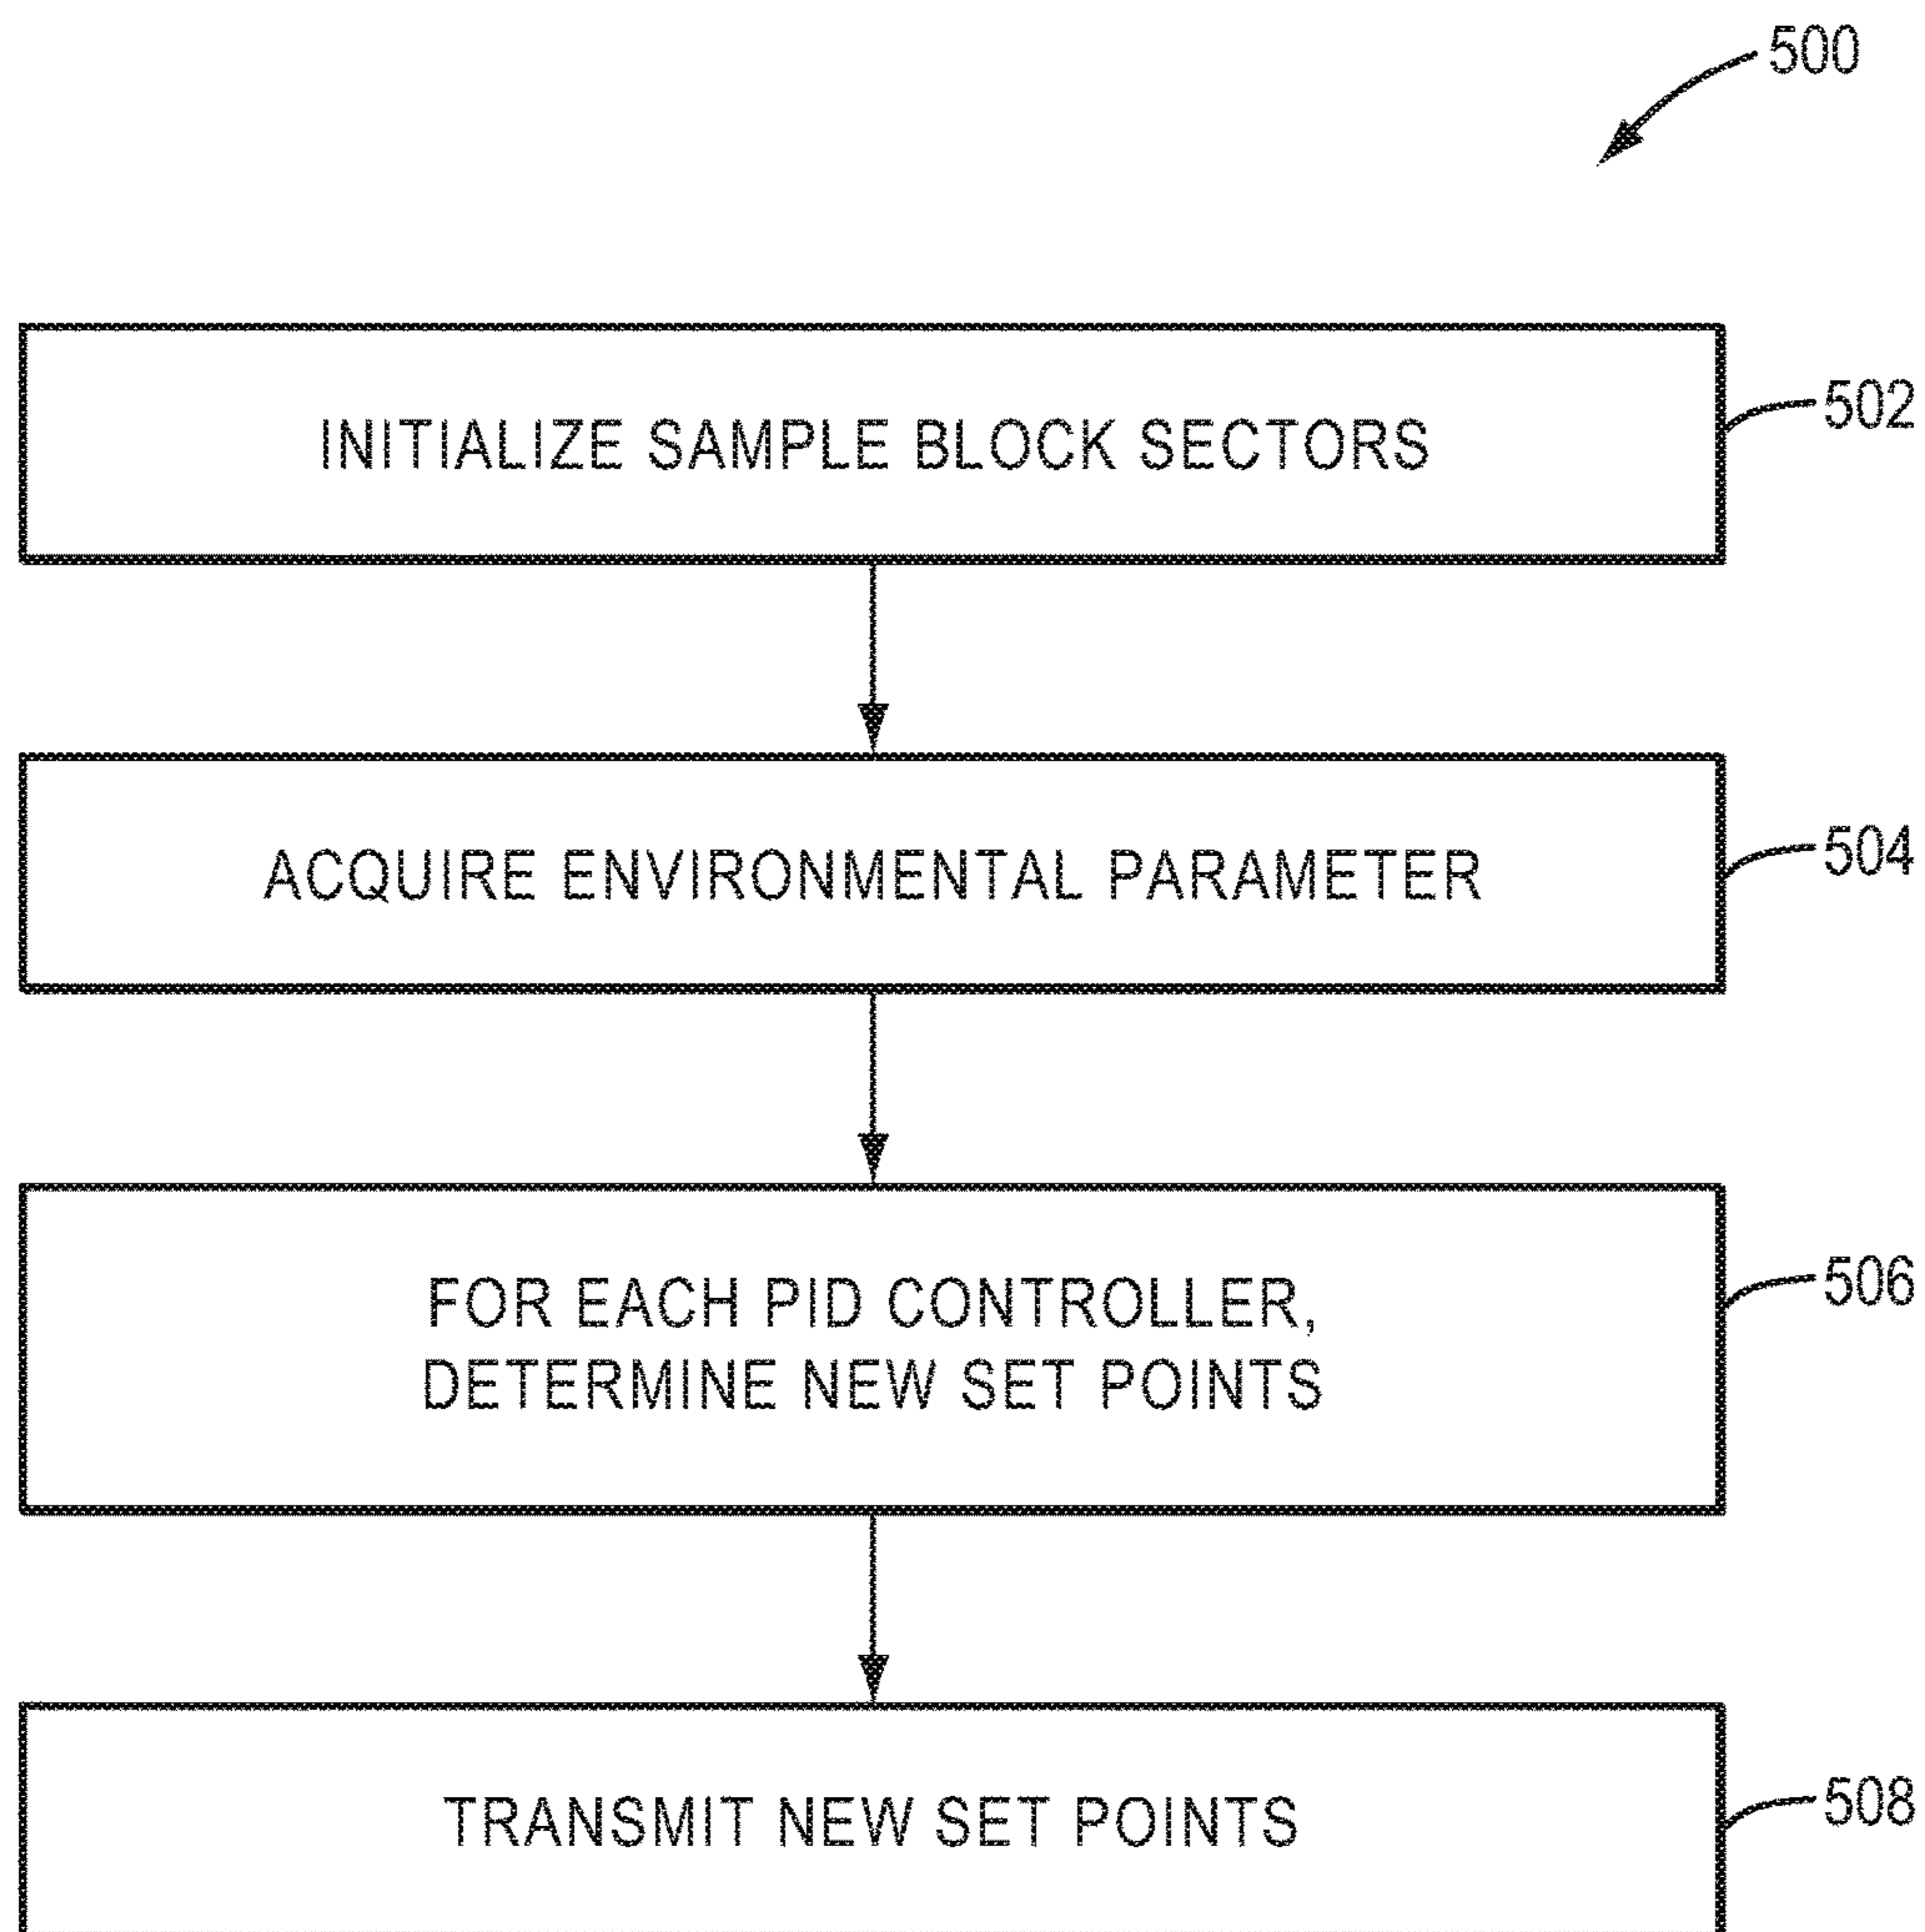 500
INITIALIZE SAMPLE BLOCK SECTORS
502
ACQUIRE ENVIRONMENTAL PARAMETER
504
FOR EACH PID CONTROLLER,
DETERMINE NEW SET POINTS
506
TRANSMIT NEW SET POINTS
508